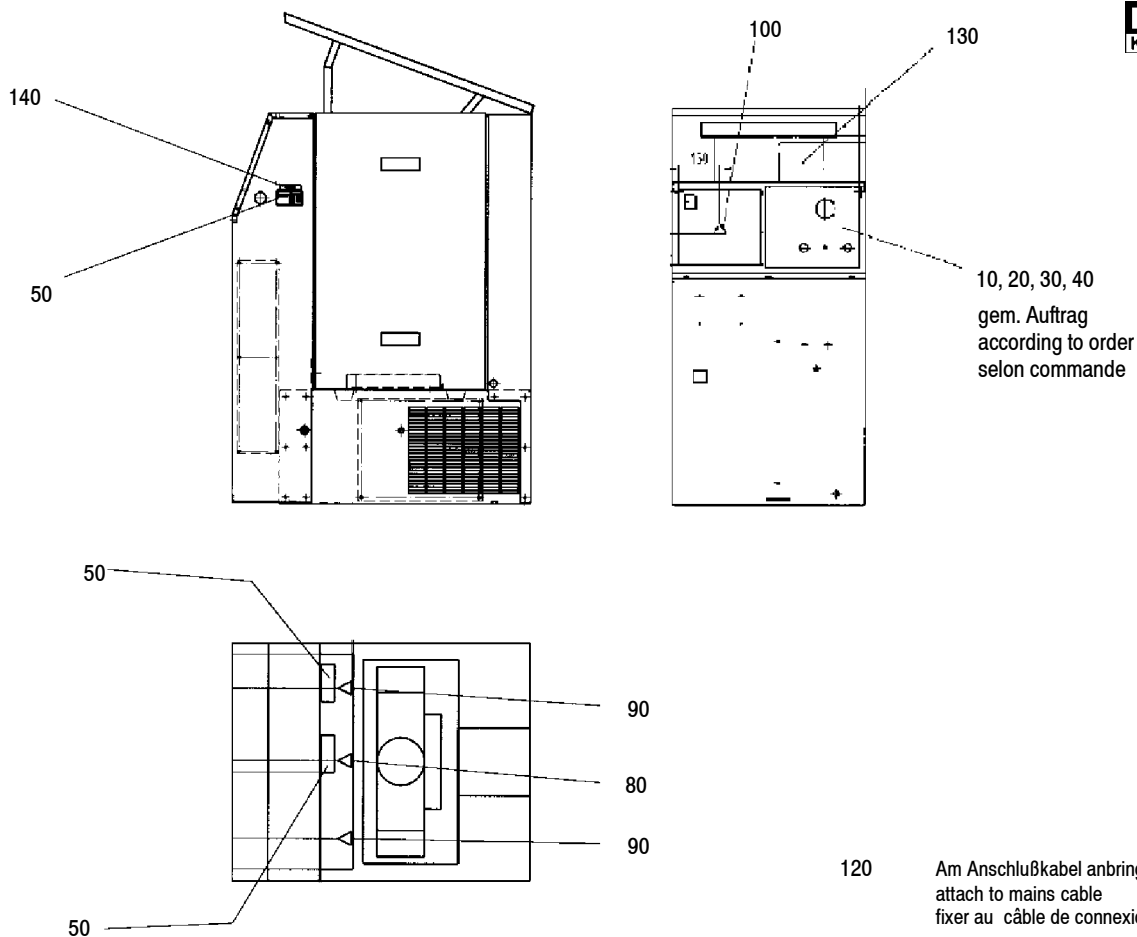 100
130
140
150
50
10, 20, 30, 40
gem. Auftrag
according to order
selon commande
50
90
80
90
50
120
Am Anschlußkabel anbring
attach to mains cable
fixer au câble de connexi